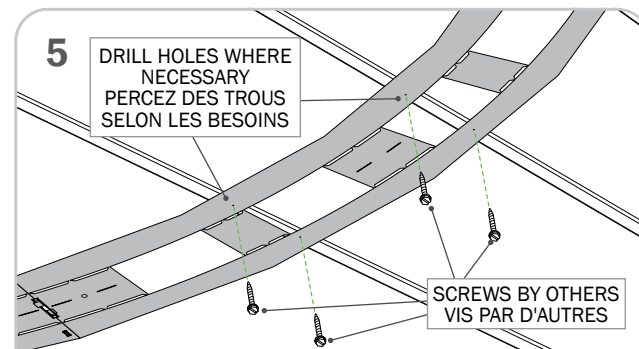 5
DRILL HOLES WHERE
NECESSARY
PERCEZ DES TROUS
SELON LES BESOINS
SCREWS BY OTHERS
VIS PAR D'AUTRES